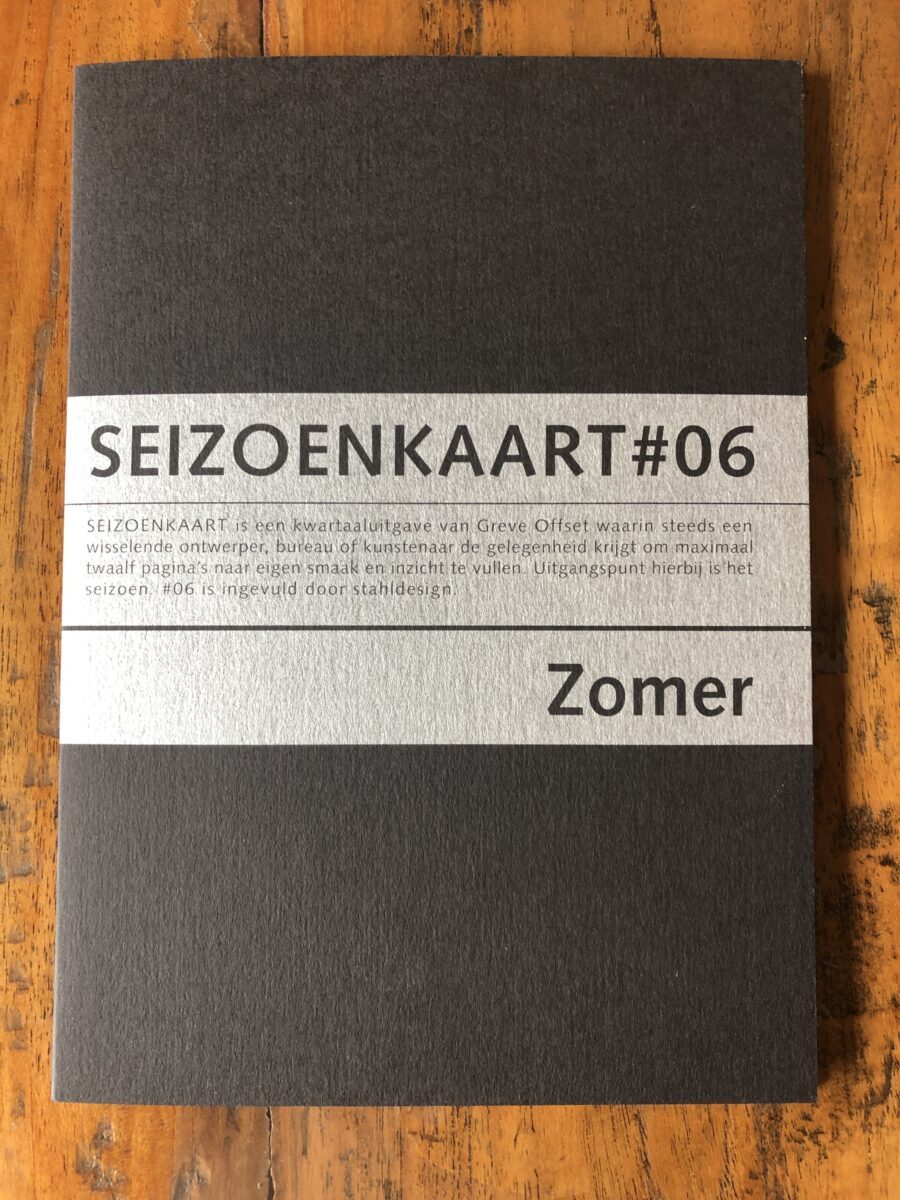 SEIZOENKAART#06
SEIZOENKAART is een kwartaaluitgave van Greve Offset waarin steeds een
wisselende ontwerper, bureau of kunstenaar de gelegenheid krijgt om maximaal
twaalf pagina's naar eigen smaak en inzicht te vullen. Uitgangspunt hierbij is het
seizoen. #06 is ingevuld door stahldesign.
Zomer